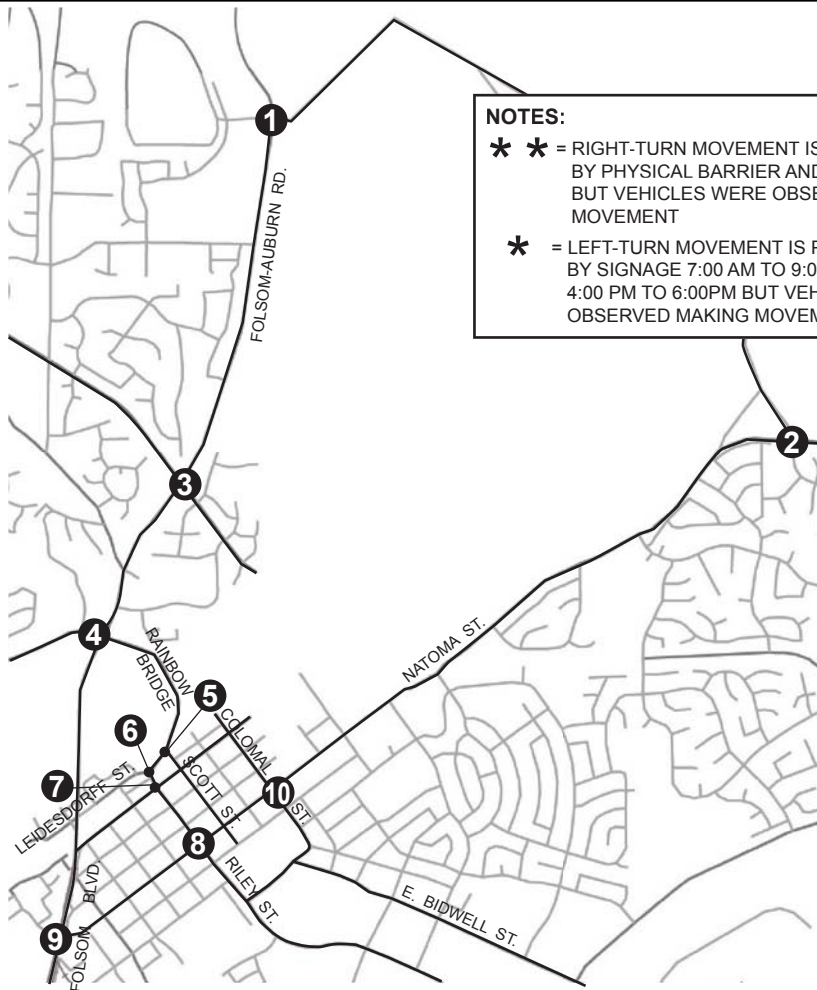 1
NOTES:
* * = RIGHT-TURN MOVEMENT IS
BY PHYSICAL BARRIER AND
BUT VEHICLES WERE
MOVEMENT
* = LEFT-TURN MOVEMENT IS
BY SIGNAGE 7:00 AM TO
4:00 PM TO 6:00PM BUT
OBSERVED MAKING
FOLSOM-AUBURN RD.
2
3
4
RAINBOW
BRIDGE
NATOMA ST.
5
6
COLOMA ST.
SCOTT ST.
LEIDESDORFF ST.
7
10
8
RILEY ST.
E. BIDWELL ST.
9
FOLSOM BLVD.